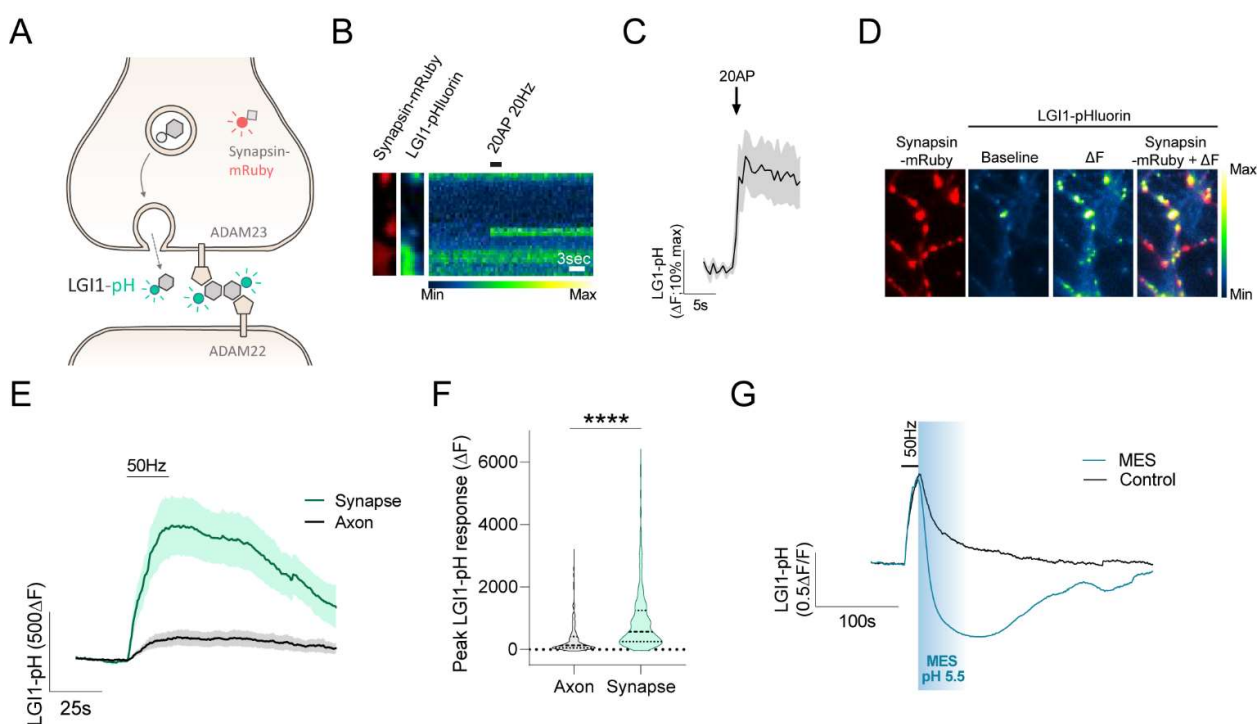 A
Synapsin-
mRuby
ADAM23
LGI1-pH
ADAM22
B
Synapsin-mRuby
LGI1-pHluorin
20AP 20Hz
3sec
Min
Max
C
20AP
LG1-pH
(ΔF;10% max)
5s
D
LGI1-pHluorin
Synapsin
-mRuby
Baseline
ΔF
Synapsin
-mRuby + ΔF
Max
Min
E
50Hz
Synapse
Axon
LGI1-pH (500ΔF)
25s
F
****
Peak LGI1-pH response (ΔF)
6000
4000
2000
0
Axon
Synapse
G
50Hz
MES
Control
LGI1-pH
(0.5ΔF/F)
100s
MES
pH 5.5